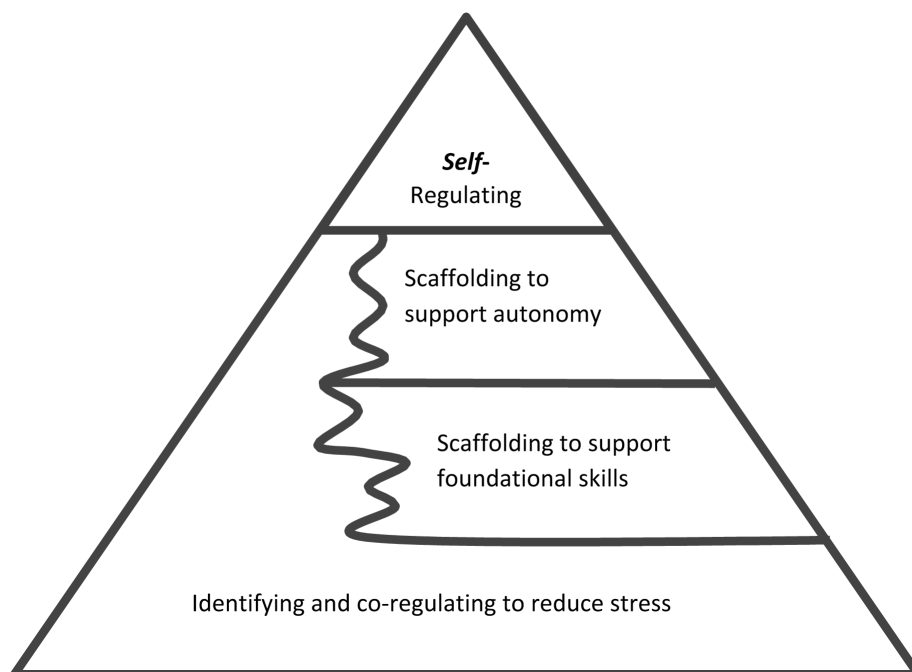 Self-
Regulating
Scaffolding to
support autonomy
Scaffolding to support
foundational skills
Identifying and co-regulating to reduce stress